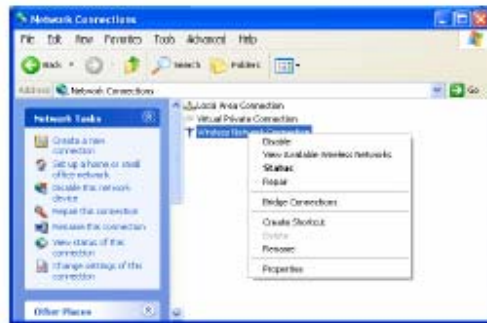 Network Connections
File Edit View Favorites Tools Advanced Help
Back Search Folders
Address Network Connections Go
Network Tasks
Create a new
connection
Set up a home or small
office network
Disable this network
device
Repair this connection
Rename this connection
View status of this
connection
Change settings of this
connection
Other Places
Local Area Connection
Virtual Private Connection
Wireless Network Connection
Disable
View Available Wireless Networks
Status
Repair
Bridge Connections
Create Shortcut
Delete
Rename
Properties